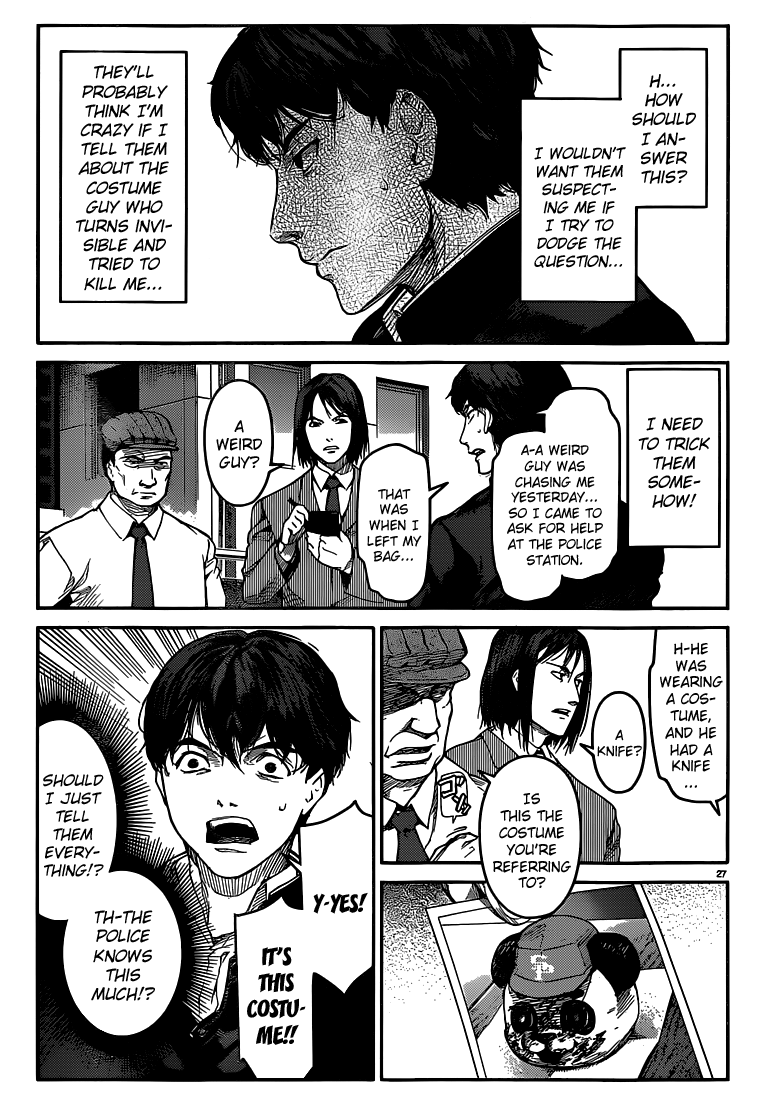 H...
HOW
SHOULD
I AN-
SWER
THIS?
I WOULDN'T
WANT THEM
SUSPECT-
ING ME IF
I TRY TO
DODGE THE
QUESTION...
THEY'LL
PROBABLY
THINK I'M
CRAZY IF I
TELL THEM
ABOUT THE
COSTUME
GUY WHO
TURNS INVI-
SIBLE AND
TRIED TO
KILL ME...
I NEED
TO TRICK
THEM
SOME-
HOW!
A-A WEIRD
GUY WAS
CHASING ME
YESTERDAY...
SO I CAME TO
ASK FOR HELP
AT THE POLICE
STATION.
THAT
WAS WHEN I
LEFT MY
BAG...
A
WEIRD
GUY?
H-HE
WAS
WEARING
A COS-
TUME,
AND HE
HAD A
KNIFE
...
A
KNIFE?
IS
THIS THE
COSTUME
YOU'RE
REFERRING
TO?
27
Y-YES!
IT'S
THIS
COSTU-
ME!!
SHOULD
I JUST
TELL
THEM
EVERY-
THING!?
TH-THE
POLICE
KNOWS
THIS
MUCH!?